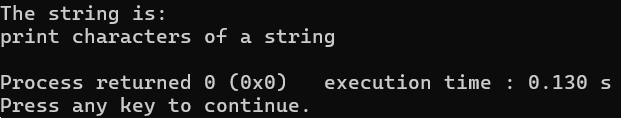 The string is:
print characters of a string
Process returned 0 (0x0)   execution time : 0.130 s
Press any key to continue.